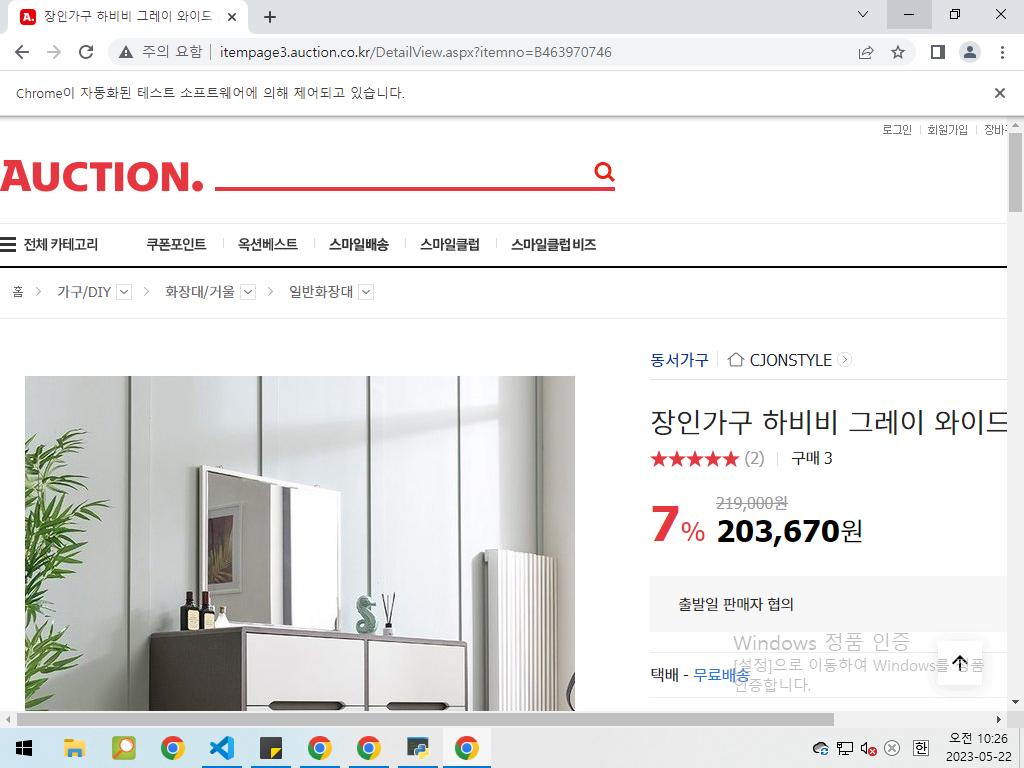 장인가구 하비비 그레이 와이드
주의 요함 itempage3.auction.co.kr/DetailView.aspx?itemno=B463970746
Chrome이 자동화된 테스트 소프트웨어에 의해 제어되고 있습니다.
로그인 회원가입 장바
AUCTION.
전체 카테고리 쿠폰포인트 옥션베스트 스마일배송 스마일클럽 스마일클럽 비즈
홈 가구/DIY 화장대/거울 일반화장대
동서가구 CJONSTYLE
장인가구 하비비 그레이 와이드
(2) 구매 3
219,000원
7% 203,670원
출발일 판매자 협의
Windows 정품 인증
[설정]으로 이동하여 Windows를 정품
택배 - 무료배송
인증합니다.
한
오전 10:26
2023-05-22